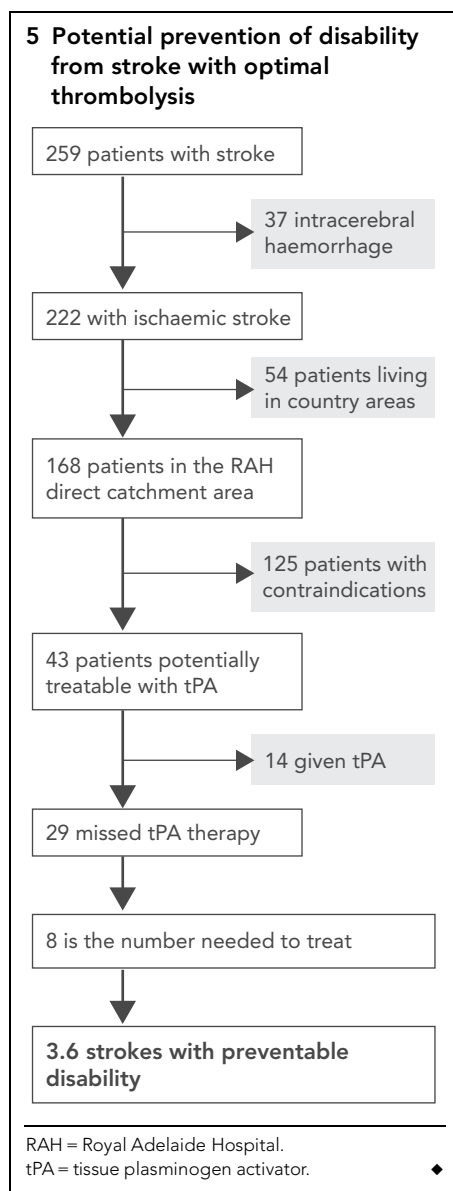 5 Potential prevention of disability
from stroke with optimal
thrombolysis
259 patients with stroke
37 intracerebral
haemorrhage
222 with ischaemic stroke
54 patients living
in country areas
168 patients in the RAH
direct catchment area
125 patients with
contraindications
43 patients potentially
treatable with tPA
14 given tPA
29 missed tPA therapy
8 is the number needed to treat
3.6 strokes with preventable
disability
RAH = Royal Adelaide Hospital.
tPA = tissue plasminogen activator. ◆